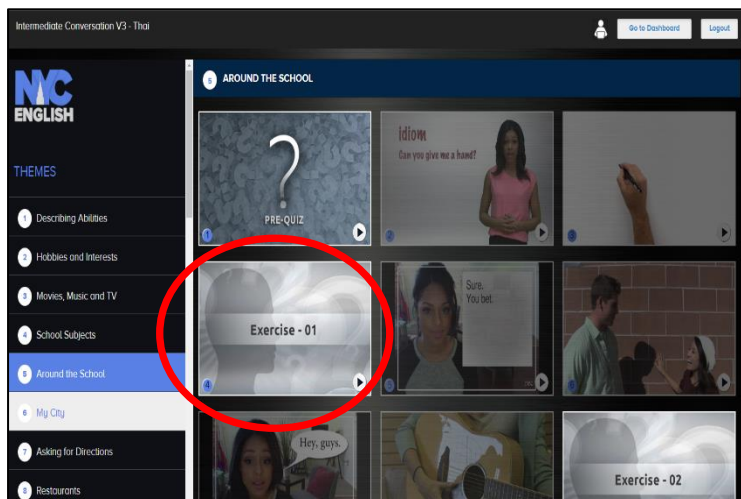 Intermediate Conversation V3 - Thai
Go to Dashboard
Logout
NYC
ENGLISH
THEMES
1 Describing Abilities
2 Hobbies and Interests
3 Movies, Music and TV
4 School Subjects
5 Around the School
6 My City
7 Asking for Directions
8 Restaurants
5 AROUND THE SCHOOL
?
PRE-QUIZ
1
Idiom
Can you give me a hand?
2
3
Exercise - 01
4
Sure.
You bet.
5
6
Hey, guys.
Exercise - 02